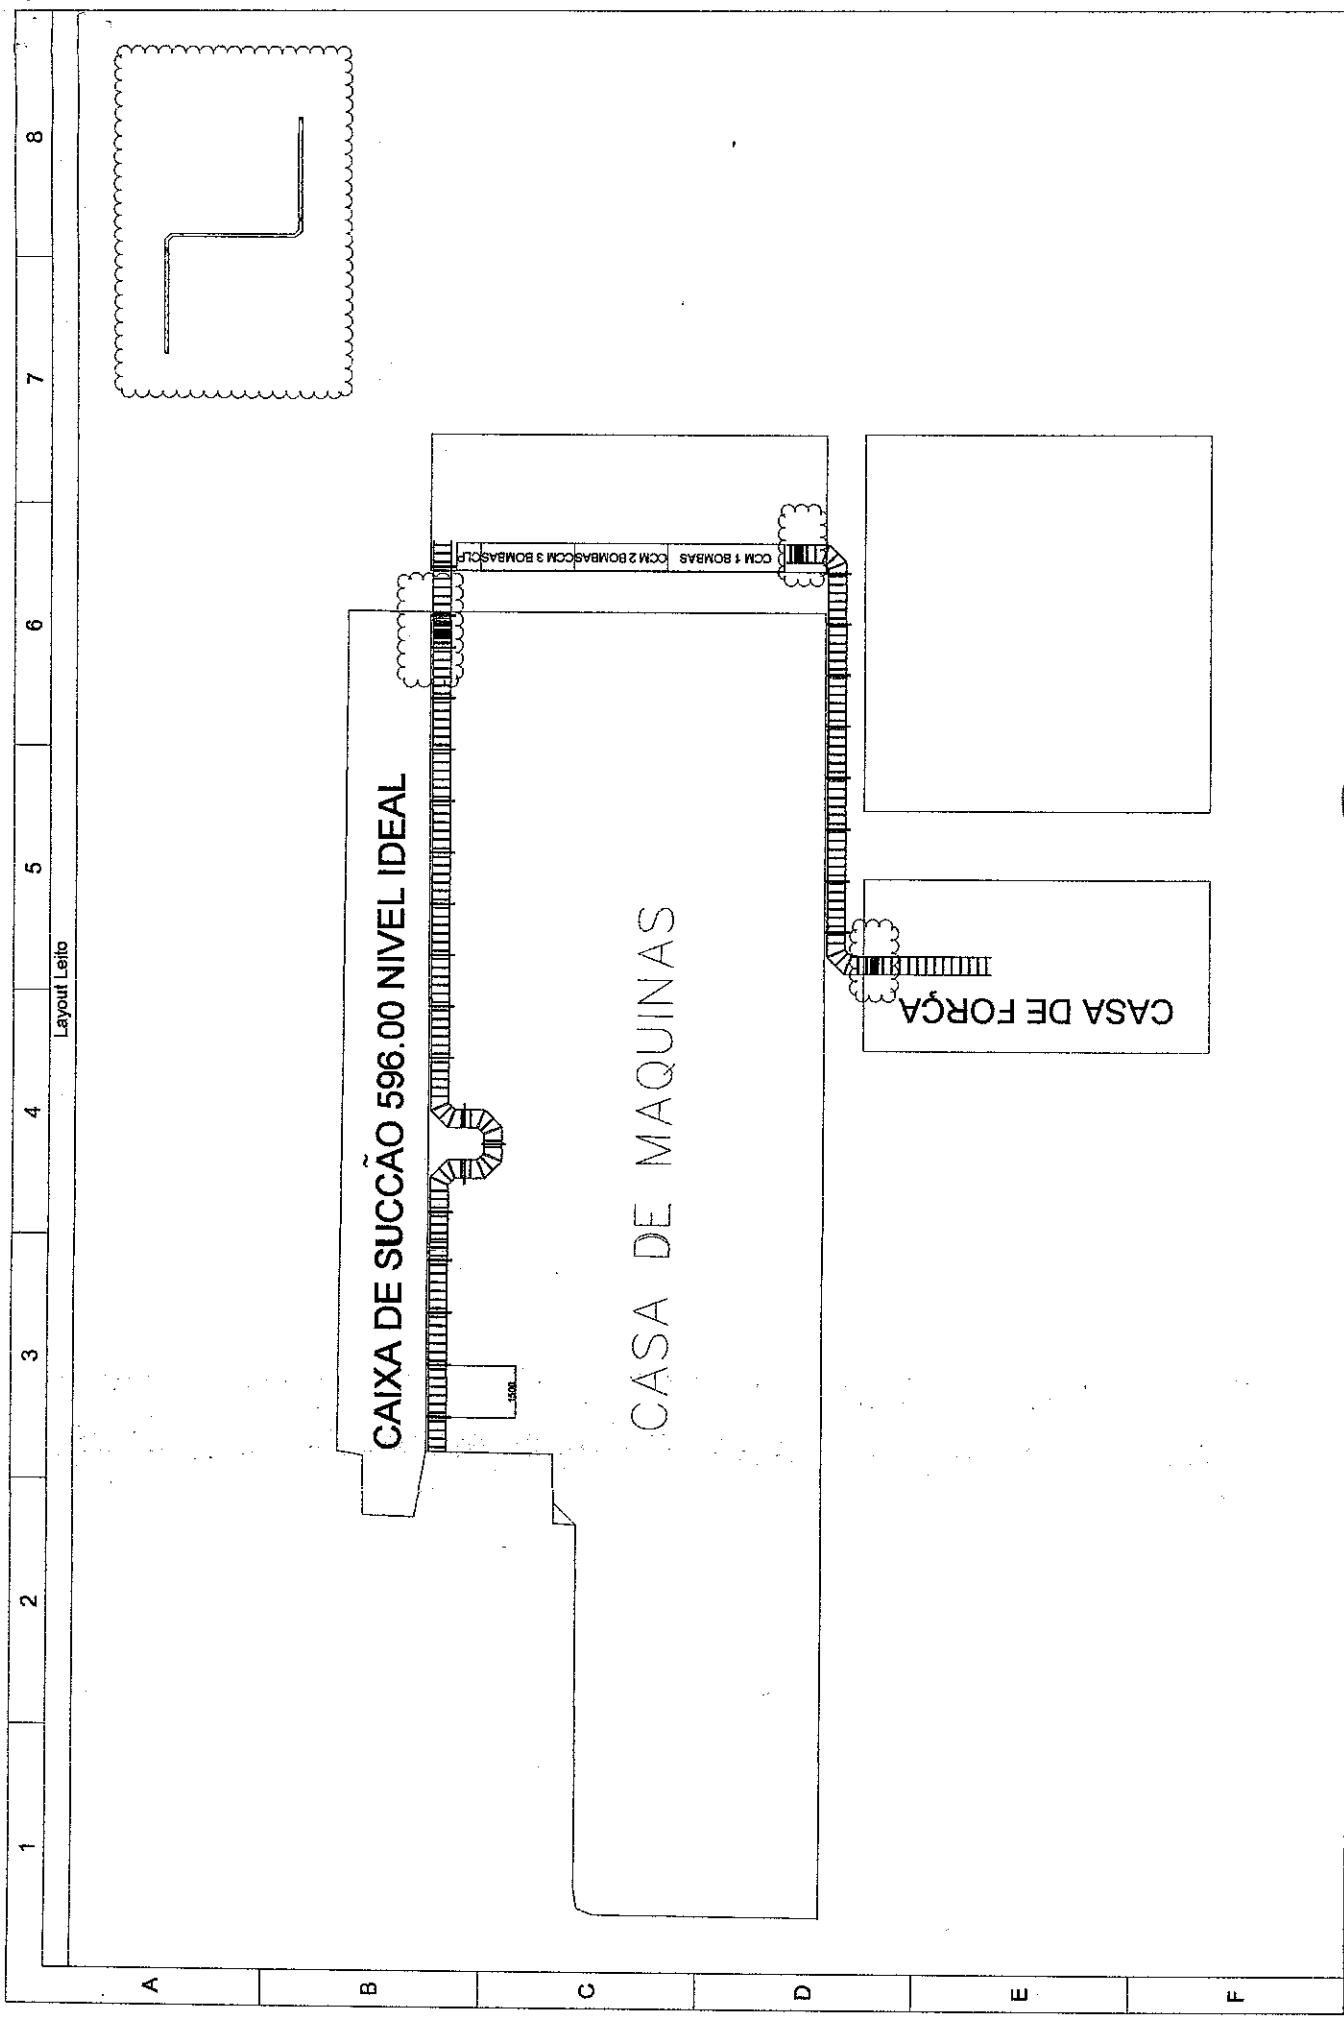 1 2 3 4 5 6 7 8
Layout Leito
A
B
C
D
E
F
CAIXA DE SUCCÃO 596.00 NIVEL IDEAL
CLP
CCM 3 BOMBAS
CCM 2 BOMBAS
CCM 1 BOMBAS
1500
CASA DE MAQUINAS
CASA DE FORÇA